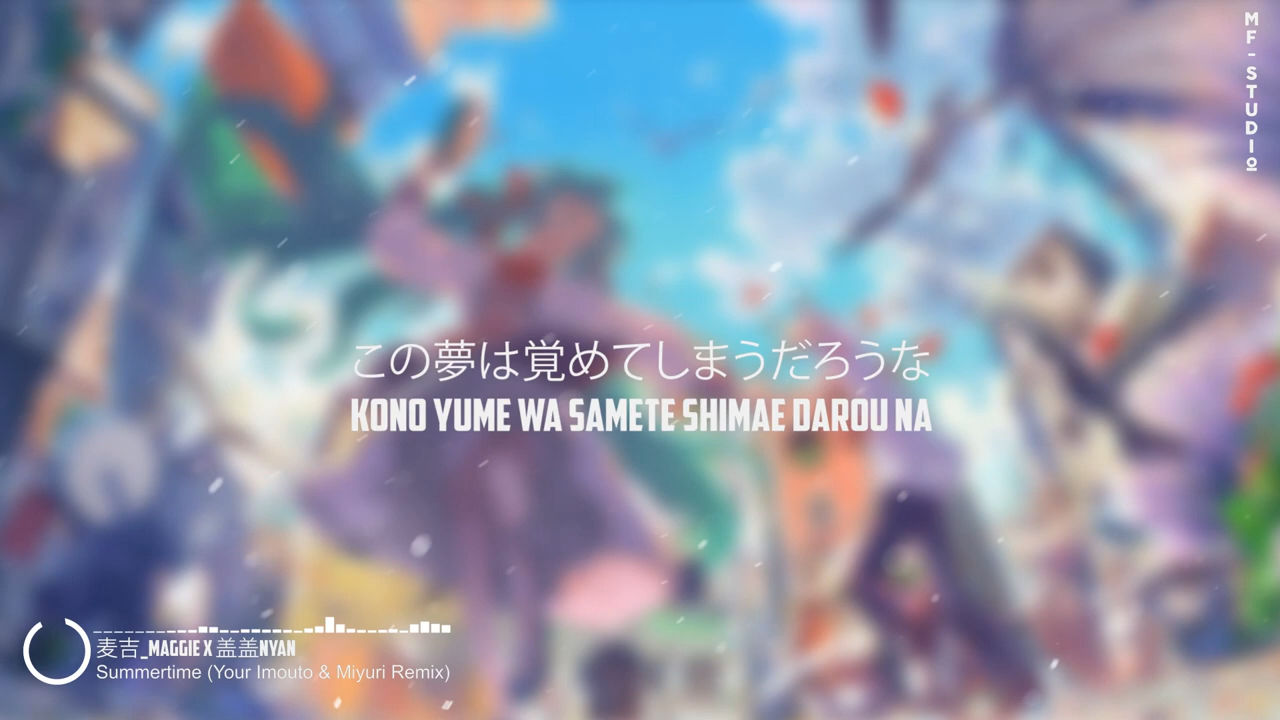 MF-STUDIO
この夢は覚めてしまうだろうな
KONO YUME WA SAMETE SHIMAE DAROU NA
麦吉_MAGGIE X 盖盖NYAN
Summertime (Your Imouto & Miyuri Remix)